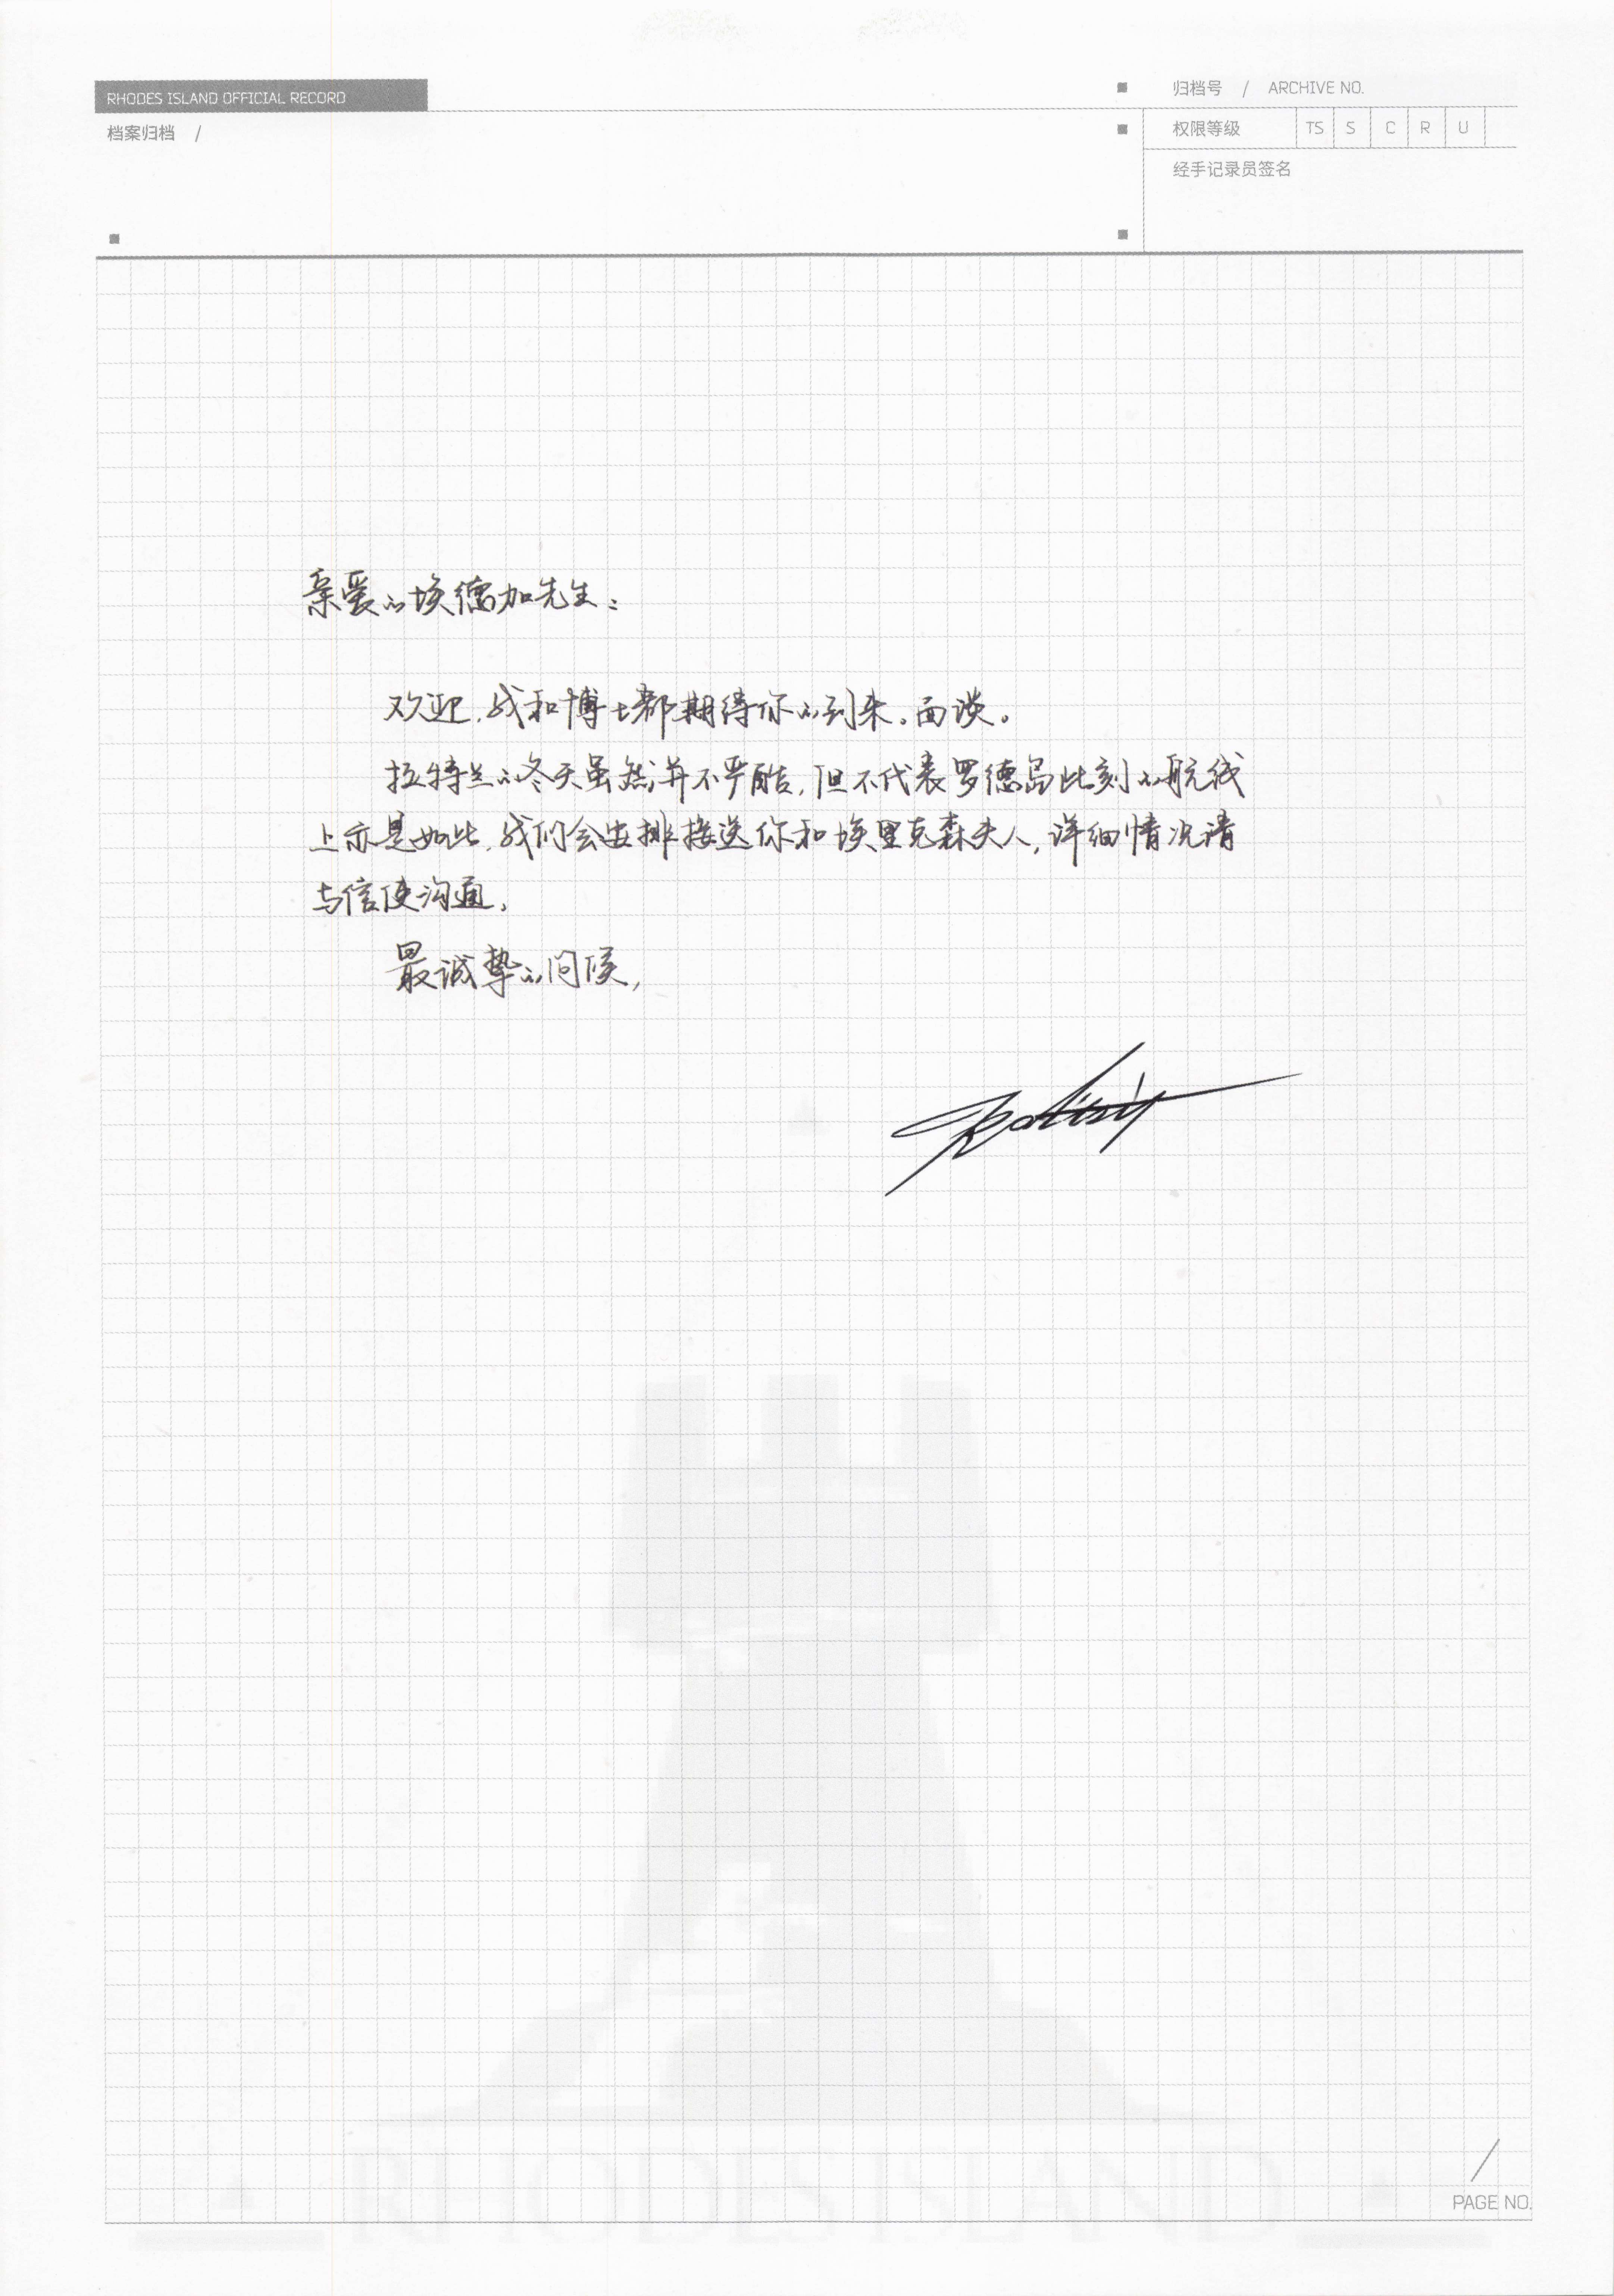 RHODES ISLAND OFFICIAL RECORD
档案归档 /
归档号 / ARCHIVE NO.
权限等级 TS S C R U
经手记录员签名
亲爱的埃德加先生：
欢迎，我和博士都期待你的到来。面谈。
拉特兰的冬天虽然并不严酷，但不代表罗德岛此刻的航线
上亦是如此，我们会安排接送你和埃里克森夫人，详细情况请
与信使沟通，
最诚挚的问候，
RHODES ISLAND
/
PAGE NO.